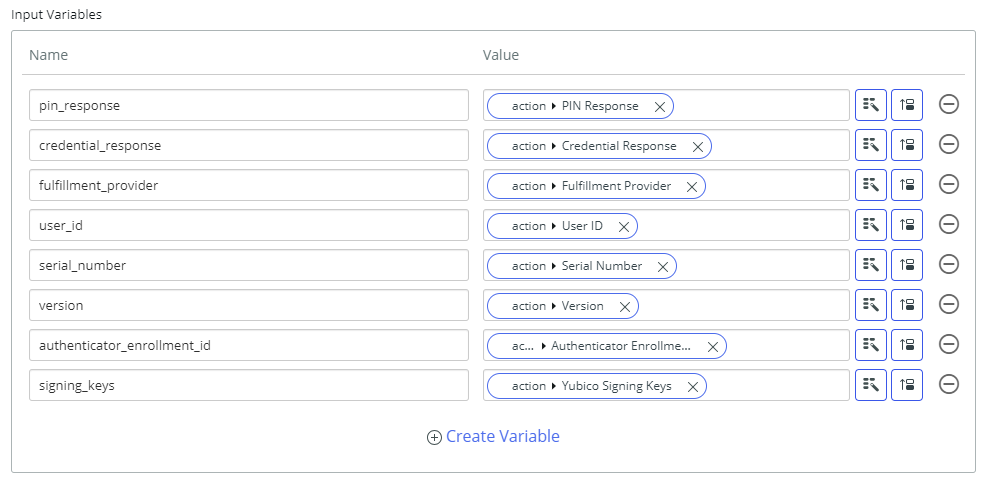 Input Variables
Name Value
pin_response action PIN Response
credential_response action Credential Response
fulfillment_provider action Fulfillment Provider
user_id action User ID
serial_number action Serial Number
version action Version
authenticator_enrollment_id ac... Authenticator Enrollme...
signing_keys action Yubico Signing Keys
Create Variable